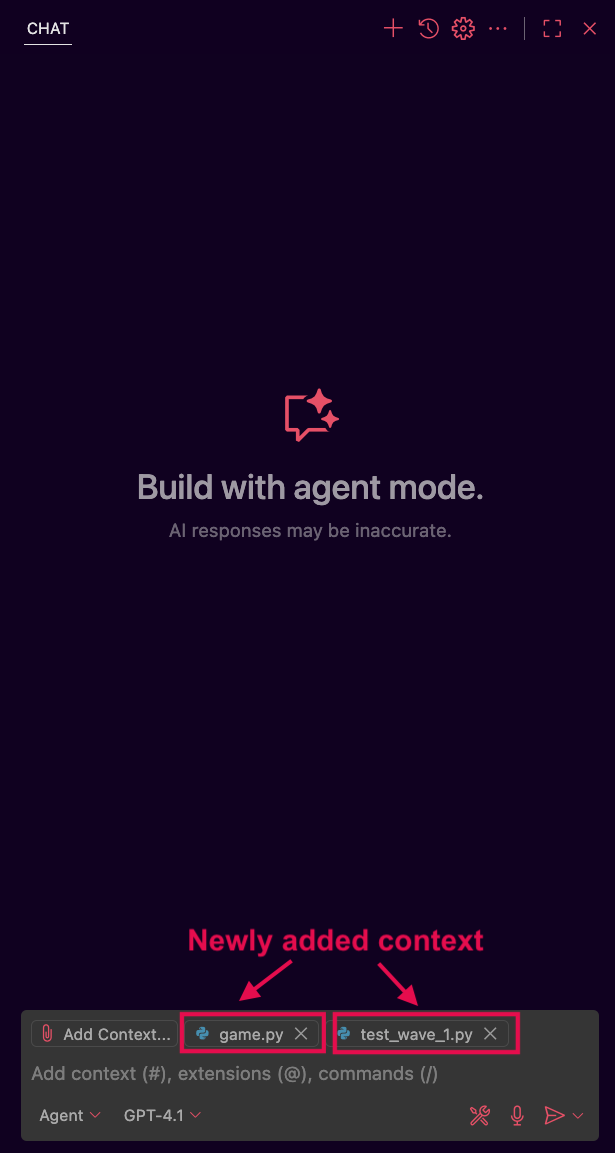 CHAT
Build with agent mode.
AI responses may be inaccurate.
Newly added context
Add Context... game.py test_wave_1.py
Add context (#), extensions (@), commands (/)
Agent GPT-4.1